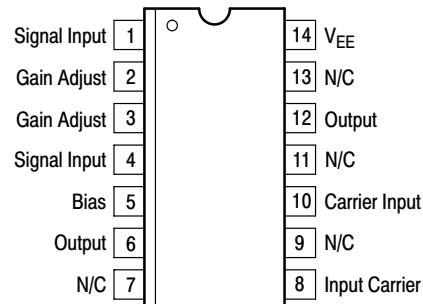 Signal Input 1
Gain Adjust 2
Gain Adjust 3
Signal Input 4
Bias 5
Output 6
N/C 7
14 VEE
13 N/C
12 Output
11 N/C
10 Carrier Input
9 N/C
8 Input Carrier